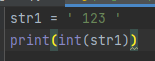 str1 = ' 123 '
print(int(str1))